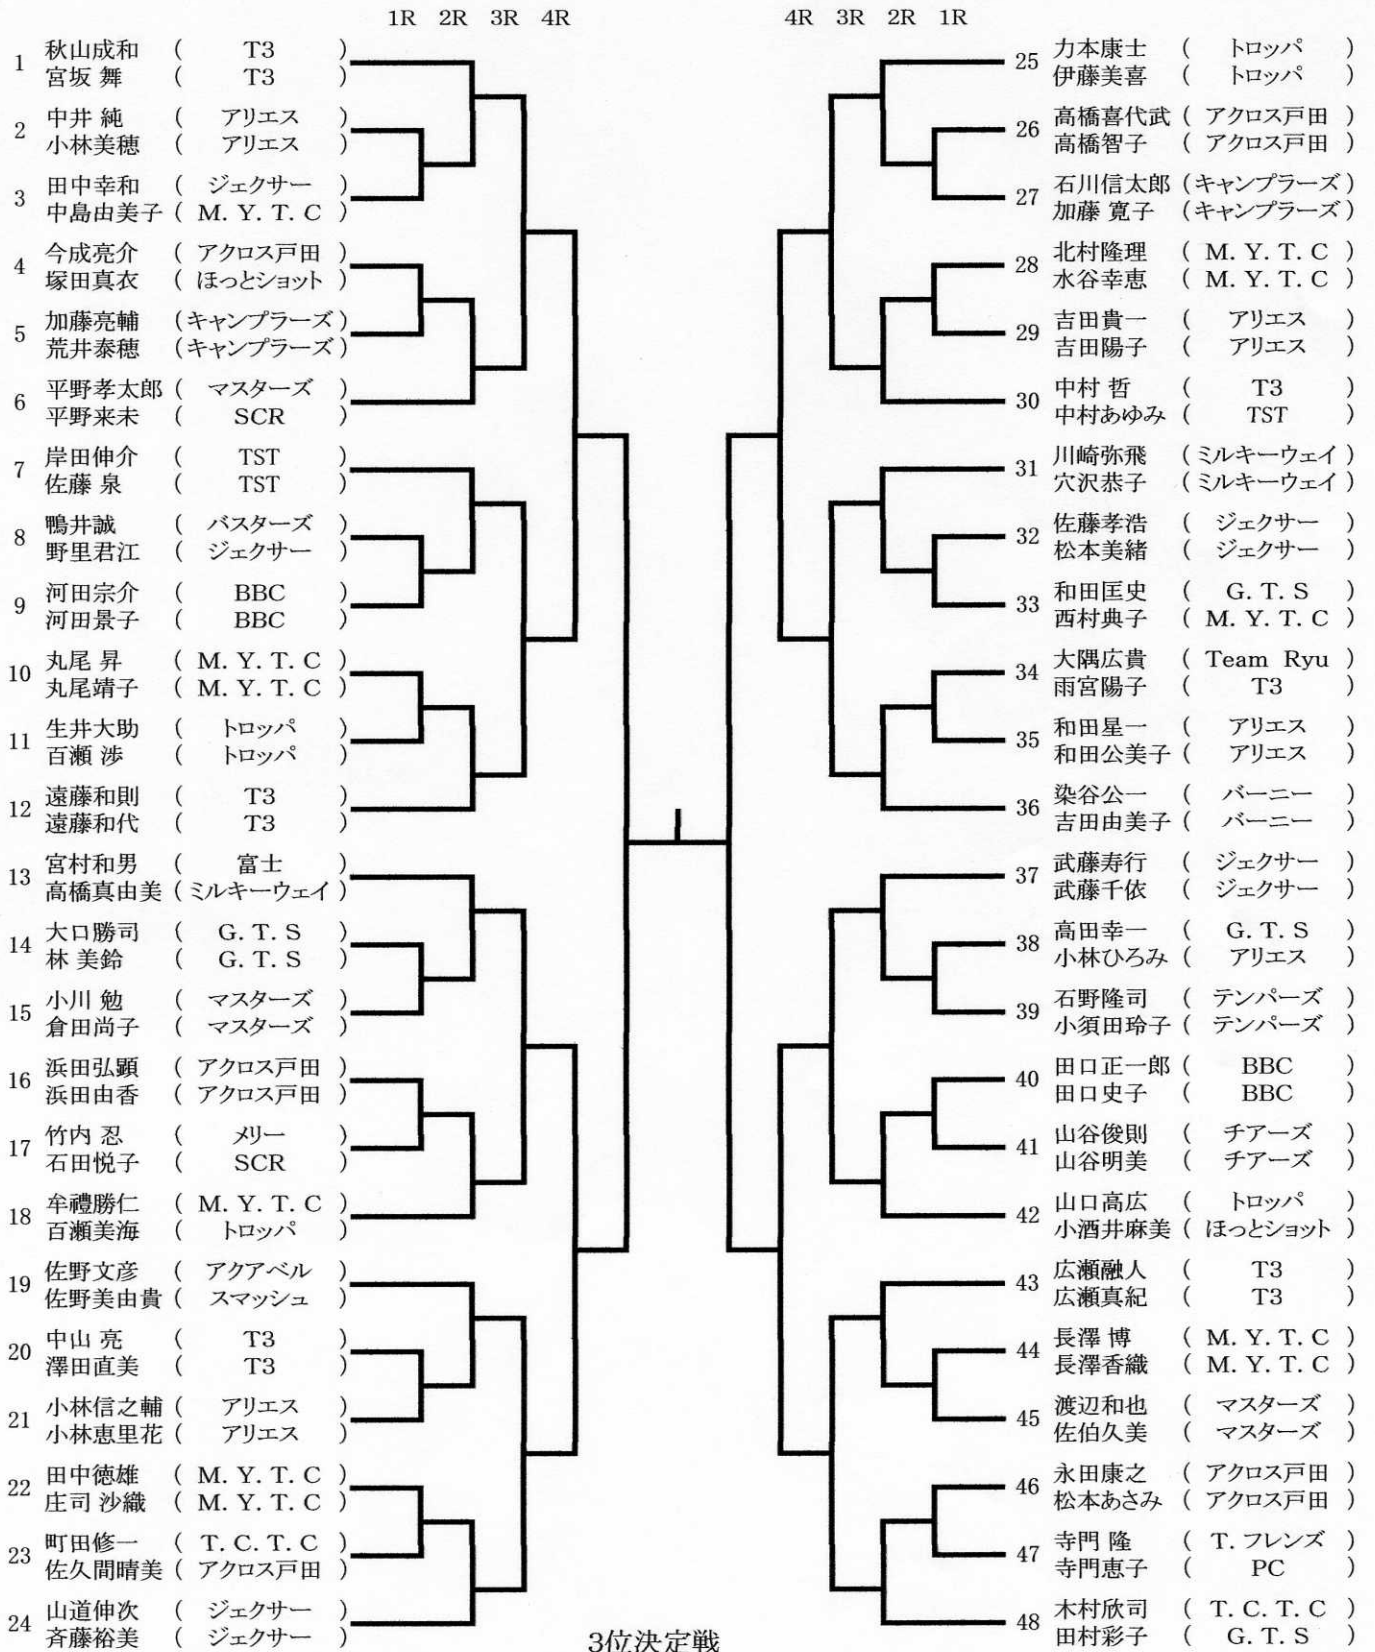 1R 2R 3R 4R
4R 3R 2R 1R
1 秋山成和 ( T3 )
宮坂 舞 ( T3 )
2 中井 純 ( アリエス )
小林美穂 ( アリエス )
3 田中幸和 ( ジェクサー )
中島由美子 ( M. Y. T. C )
4 今成亮介 ( アクロス戸田 )
塚田真衣 ( ほっとショット )
5 加藤亮輔 (キャンプラーズ)
荒井泰穂 (キャンプラーズ)
6 平野孝太郎 ( マスターズ )
平野来未 ( SCR )
7 岸田伸介 ( TST )
佐藤 泉 ( TST )
8 鴨井誠 ( バスターズ )
野里君江 ( ジェクサー )
9 河田宗介 ( BBC )
河田景子 ( BBC )
10 丸尾 昇 ( M. Y. T. C )
丸尾靖子 ( M. Y. T. C )
11 生井大助 ( トロッパ )
百瀬 渉 ( トロッパ )
12 遠藤和則 ( T3 )
遠藤和代 ( T3 )
13 宮村和男 ( 富士 )
高橋真由美 (ミルキーウェイ)
14 大口勝司 ( G. T. S )
林 美鈴 ( G. T. S )
15 小川 勉 ( マスターズ )
倉田尚子 ( マスターズ )
16 浜田弘顕 ( アクロス戸田 )
浜田由香 ( アクロス戸田 )
17 竹内 忍 ( メリー )
石田悦子 ( SCR )
18 牟禮勝仁 ( M. Y. T. C )
百瀬美海 ( トロッパ )
19 佐野文彦 ( アクアベル )
佐野美由貴 ( スマッシュ )
20 中山 亮 ( T3 )
澤田直美 ( T3 )
21 小林信之輔 ( アリエス )
小林恵里花 ( アリエス )
22 田中徳雄 ( M. Y. T. C )
庄司 沙織 ( M. Y. T. C )
23 町田修一 ( T. C. T. C )
佐久間晴美 ( アクロス戸田 )
24 山道伸次 ( ジェクサー )
斉藤裕美 ( ジェクサー )
25 力本康士 ( トロッパ )
伊藤美喜 ( トロッパ )
26 高橋喜代武 ( アクロス戸田 )
高橋智子 ( アクロス戸田 )
27 石川信太郎 (キャンプラーズ)
加藤 寛子 (キャンプラーズ)
28 北村隆理 ( M. Y. T. C )
水谷幸恵 ( M. Y. T. C )
29 吉田貴一 ( アリエス )
吉田陽子 ( アリエス )
30 中村 哲 ( T3 )
中村あゆみ ( TST )
31 川崎弥飛 (ミルキーウェイ)
穴沢恭子 (ミルキーウェイ)
32 佐藤孝浩 ( ジェクサー )
松本美緒 ( ジェクサー )
33 和田匡史 ( G. T. S )
西村典子 ( M. Y. T. C )
34 大隅広貴 ( Team Ryu )
雨宮陽子 ( T3 )
35 和田星一 ( アリエス )
和田公美子 ( アリエス )
36 染谷公一 ( バーニー )
吉田由美子 ( バーニー )
37 武藤寿行 ( ジェクサー )
武藤千依 ( ジェクサー )
38 高田幸一 ( G. T. S )
小林ひろみ ( アリエス )
39 石野隆司 ( テンパーズ )
小須田玲子 ( テンパーズ )
40 田口正一郎 ( BBC )
田口史子 ( BBC )
41 山谷俊則 ( チアーズ )
山谷明美 ( チアーズ )
42 山口高広 ( トロッパ )
小酒井麻美 ( ほっとショット )
43 広瀬融人 ( T3 )
広瀬真紀 ( T3 )
44 長澤 博 ( M. Y. T. C )
長澤香織 ( M. Y. T. C )
45 渡辺和也 ( マスターズ )
佐伯久美 ( マスターズ )
46 永田康之 ( アクロス戸田 )
松本あさみ ( アクロス戸田 )
47 寺門 隆 ( T. フレンズ )
寺門恵子 ( PC )
48 木村欣司 ( T. C. T. C )
田村彩子 ( G. T. S )
3位決定戦